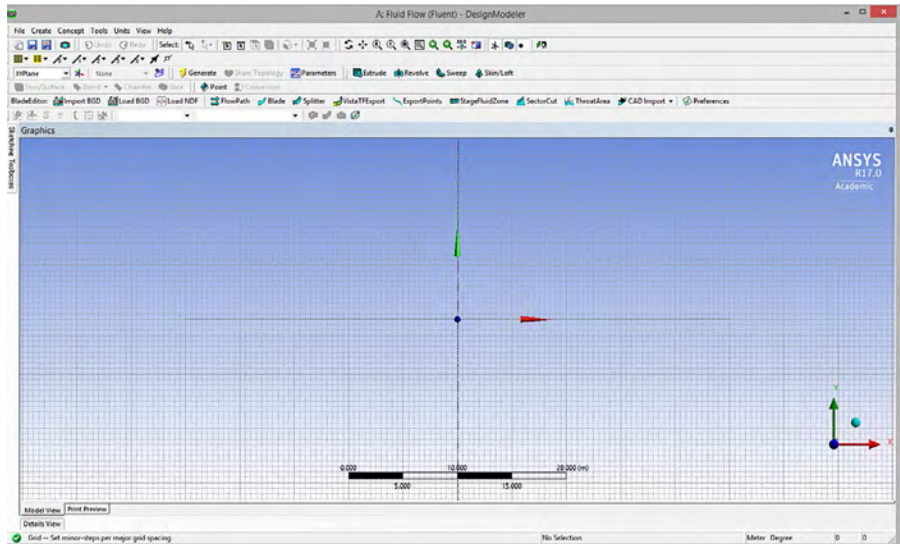 A: Fluid Flow (Fluent) - DesignModeler
File Create Concept Tools Units View Help
Undo Redo Select:
XYPlane None Generate Share Topology Parameters Extrude Revolve Sweep Skin/Loft
Thin/Surface Blend Chamfer Slice Point Conversion
BladeEditor: Import BGD Load BGD Load NDF FlowPath Blade Splitter VistaTFExport ExportPoints StageFluidZone SectorCut ThroatArea CAD Import Preferences
Sketching Toolboxes
Graphics
ANSYS
R17.0
Academic
Y
X
0.000 10.000 20.000 (m)
5.000 15.000
Model View Print Preview
Details View
Grid -- Set minor-steps per major grid spacing No Selection Meter Degree 0 0